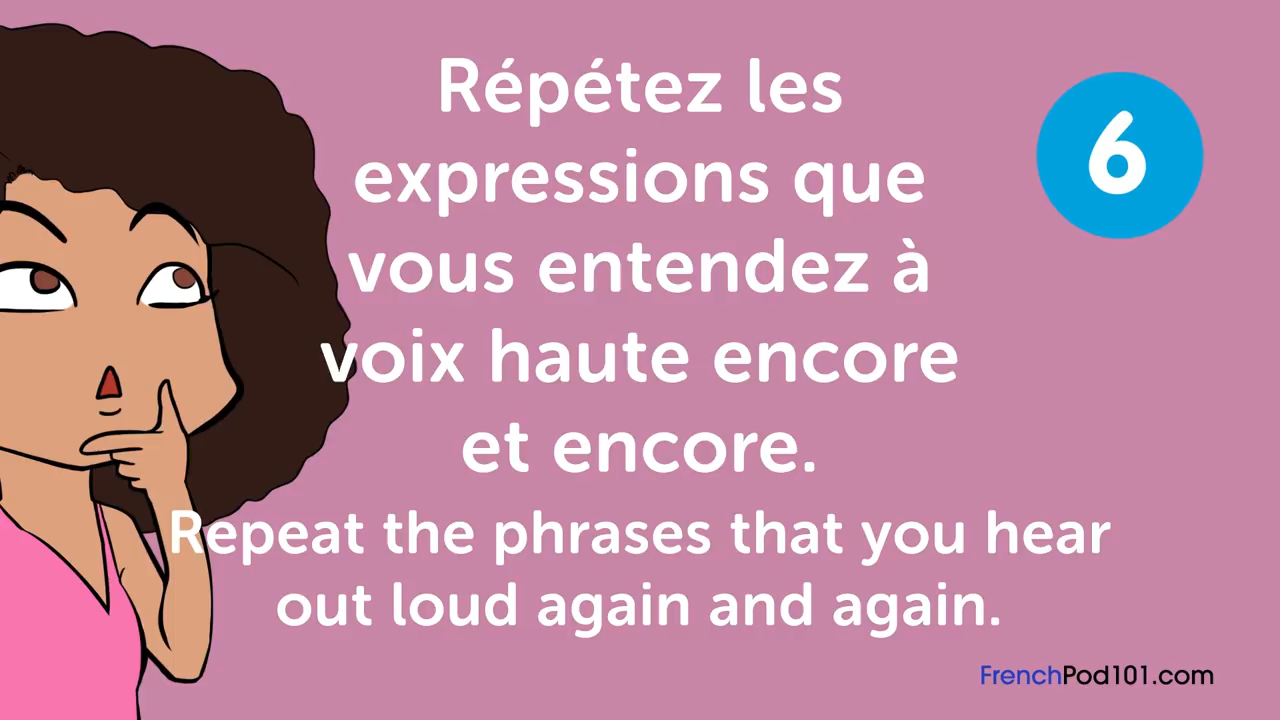 Répétez les
expressions que
vous entendez à
voix haute encore
et encore.
Repeat the phrases that you hear
out loud again and again.
6
FrenchPod101.com